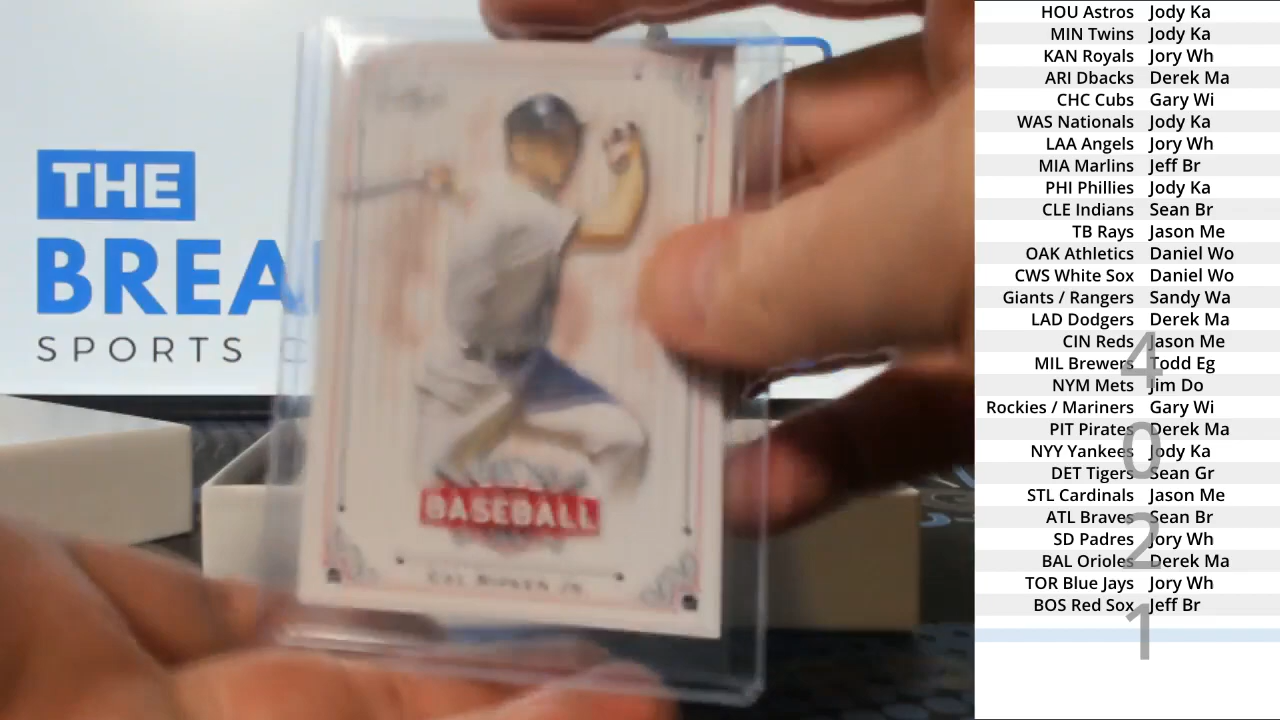 THE
BREA
SPORTS C
BASEBALL
HOU Astros Jody Ka
MIN Twins Jody Ka
KAN Royals Jory Wh
ARI Dbacks Derek Ma
CHC Cubs Gary Wi
WAS Nationals Jody Ka
LAA Angels Jory Wh
MIA Marlins Jeff Br
PHI Phillies Jody Ka
CLE Indians Sean Br
TB Rays Jason Me
OAK Athletics Daniel Wo
CWS White Sox Daniel Wo
Giants / Rangers Sandy Wa
LAD Dodgers Derek Ma
CIN Reds Jason Me
MIL Brewers Todd Eg
NYM Mets Jim Do
Rockies / Mariners Gary Wi
PIT Pirates Derek Ma
NYY Yankees Jody Ka
DET Tigers Sean Gr
STL Cardinals Jason Me
ATL Braves Sean Br
SD Padres Jory Wh
BAL Orioles Derek Ma
TOR Blue Jays Jory Wh
BOS Red Sox Jeff Br
4
0
2
1